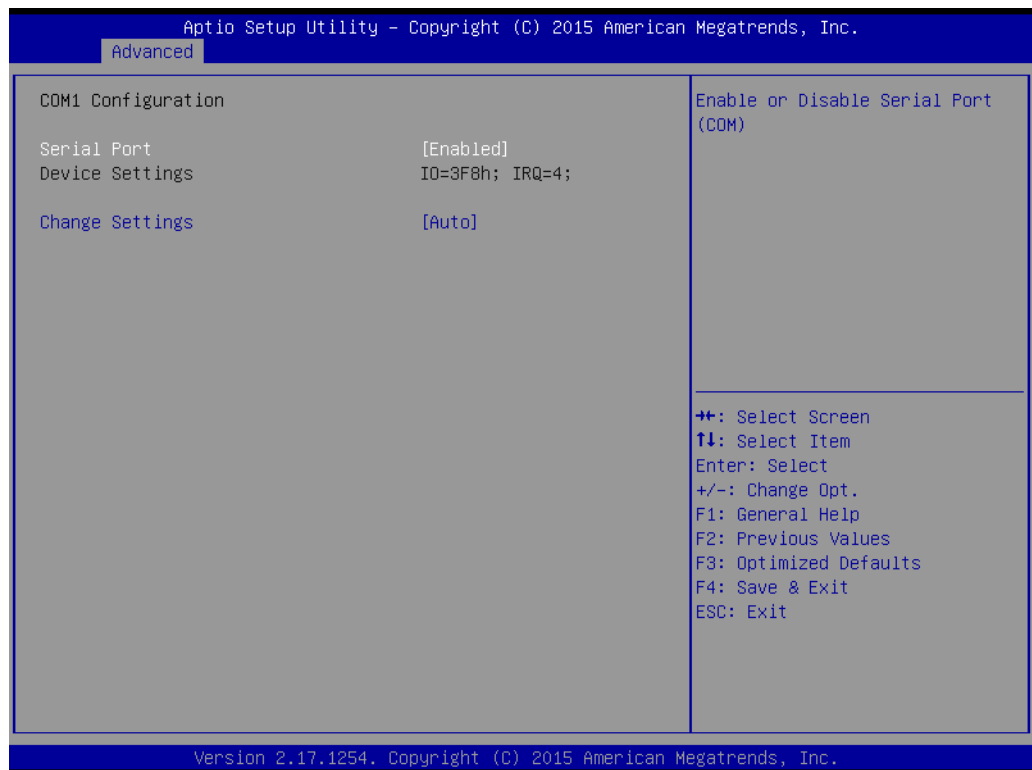 Aptio Setup Utility – Copyright (C) 2015 American Megatrends, Inc.
Advanced
COM1 Configuration
Serial Port [Enabled]
Device Settings IO=3F8h; IRQ=4;
Change Settings [Auto]
Enable or Disable Serial Port
(COM)
→←: Select Screen
↑↓: Select Item
Enter: Select
+/-: Change Opt.
F1: General Help
F2: Previous Values
F3: Optimized Defaults
F4: Save & Exit
ESC: Exit
Version 2.17.1254. Copyright (C) 2015 American Megatrends, Inc.